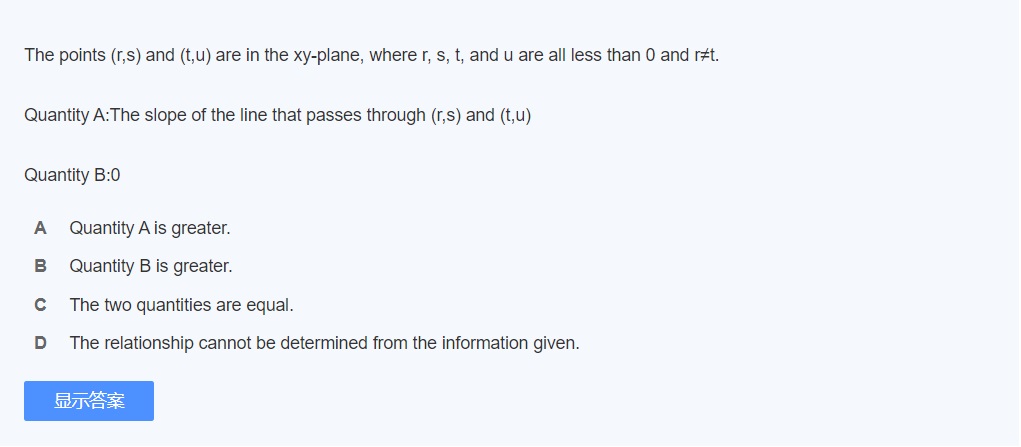 The points (r,s) and (t,u) are in the xy-plane, where r, s, t, and u are all less than 0 and r≠t.
Quantity A:The slope of the line that passes through (r,s) and (t,u)
Quantity B:0
A Quantity A is greater.
B Quantity B is greater.
C The two quantities are equal.
D The relationship cannot be determined from the information given.
显示答案